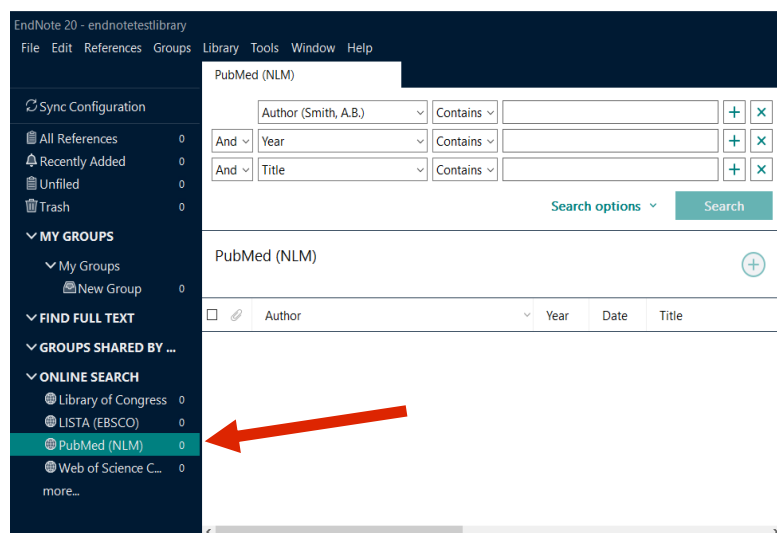 EndNote 20 - endnotetestlibrary
File Edit References Groups Library Tools Window Help
PubMed (NLM)
Sync Configuration
All References 0
Recently Added 0
Unfiled 0
Trash 0
MY GROUPS
My Groups
New Group 0
FIND FULL TEXT
GROUPS SHARED BY ...
ONLINE SEARCH
Library of Congress 0
LISTA (EBSCO) 0
PubMed (NLM) 0
Web of Science C... 0
more...
Author (Smith, A.B.) Contains
And Year Contains
And Title Contains
Search options Search
PubMed (NLM)
Author Year Date Title